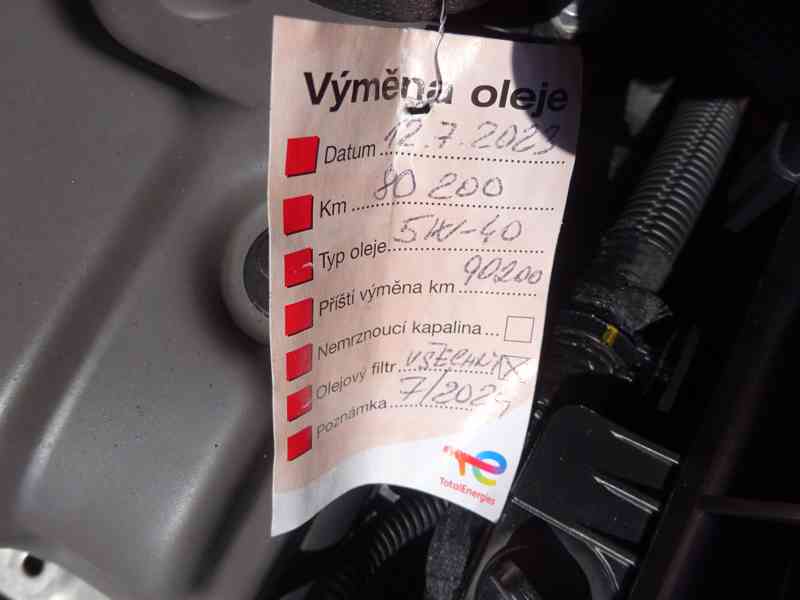 Výměna oleje
Datum 12.7.2023
Km 80 200
Typ oleje 5W-40
Příští výměna km 90200
Nemrznoucí kapalina ...
Olejový filtr VŠECHNY
Poznámka 7/2024
TotalEnergies